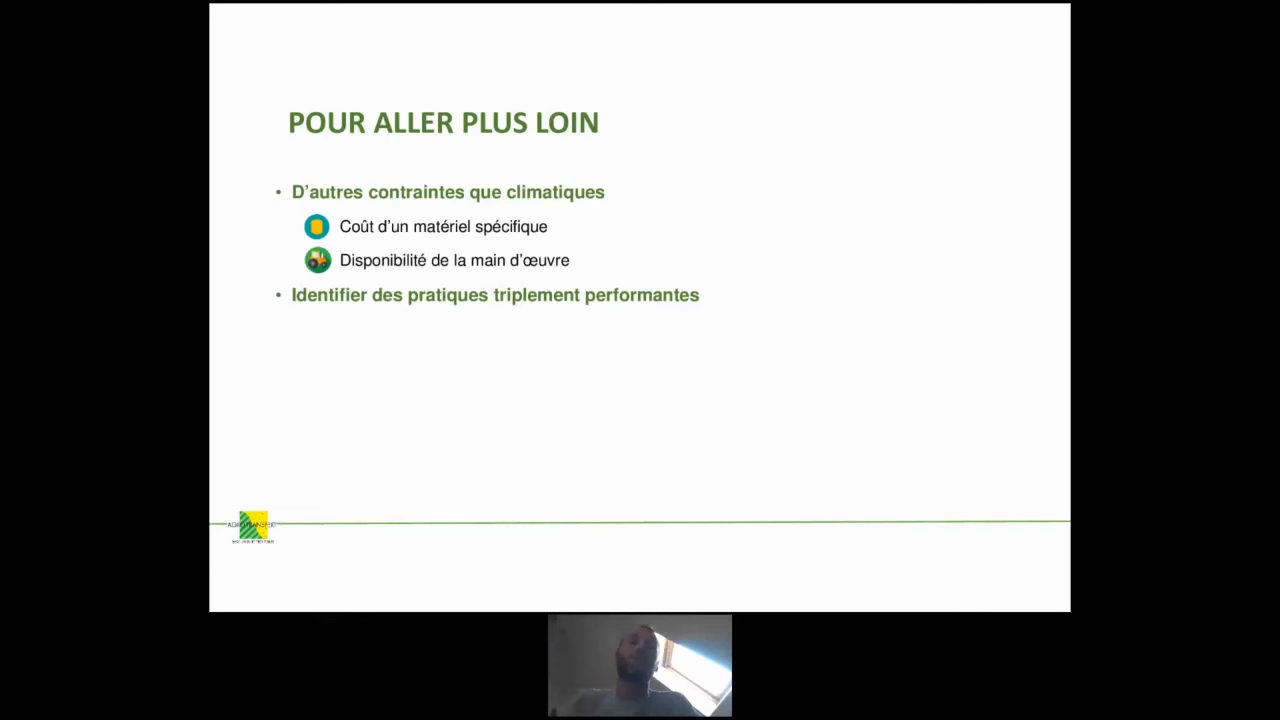 POUR ALLER PLUS LOIN
• D’autres contraintes que climatiques
Coût d’un matériel spécifique
Disponibilité de la main d’œuvre
• Identifier des pratiques triplement performantes